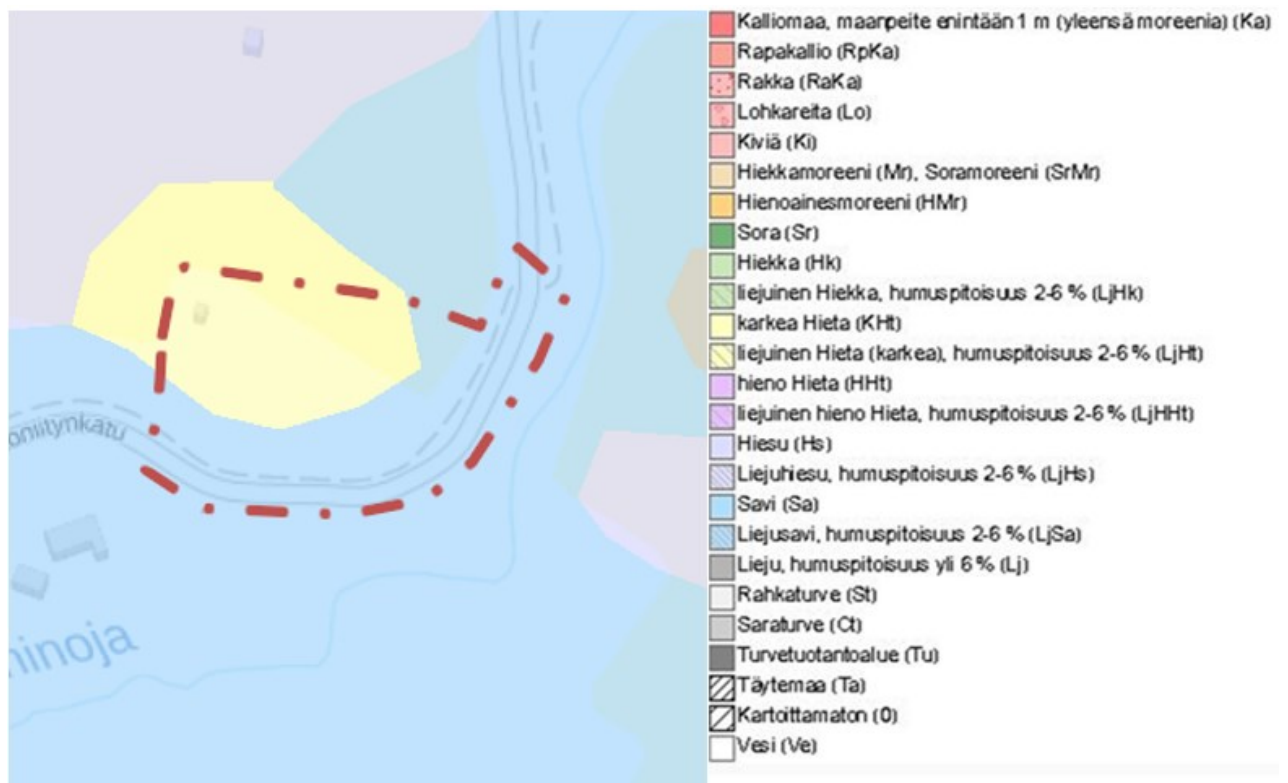 oniitynkatu
ninoja
Kalliomaa, maanpeite enintään 1 m (yleensä moreenia) (Ka)
Rapakallio (RpKa)
Rakka (RaKa)
Lohkareita (Lo)
Kiviä (Ki)
Hiekkamoreeni (Mr), Soramoreeni (SrMr)
Hienoainesmoreeni (HMr)
Sora (Sr)
Hiekka (Hk)
liejuinen Hiekka, humuspitoisuus 2-6 % (LjHk)
karkea Hieta (KHt)
liejuinen Hieta (karkea), humuspitoisuus 2-6 % (LjHt)
hieno Hieta (HHt)
liejuinen hieno Hieta, humuspitoisuus 2-6 % (LjHHt)
Hiesu (Hs)
Liejuhiesu, humuspitoisuus 2-6 % (LjHs)
Savi (Sa)
Liejusavi, humuspitoisuus 2-6 % (LjSa)
Lieju, humuspitoisuus yli 6 % (Lj)
Rahkaturve (St)
Saraturve (Ct)
Turvetuotantoalue (Tu)
Täytemaa (Ta)
Kartoittamaton (0)
Vesi (Ve)